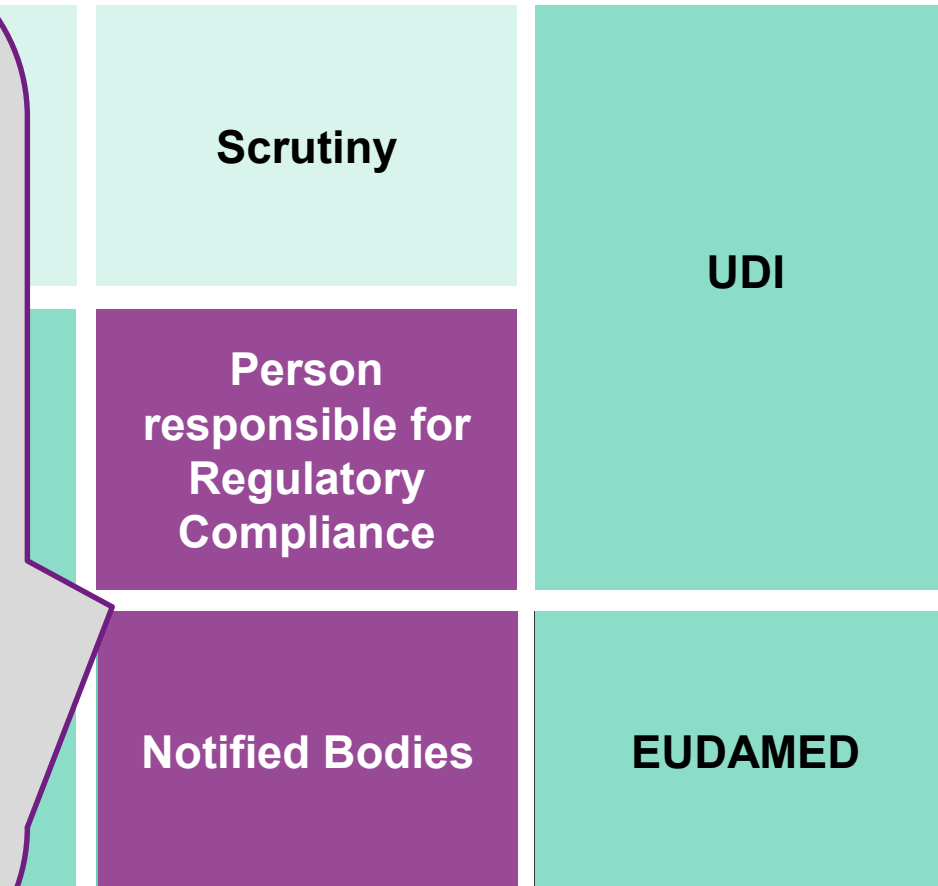 Scrutiny
UDI
Person
responsible for
Regulatory
Compliance
Notified Bodies
EUDAMED